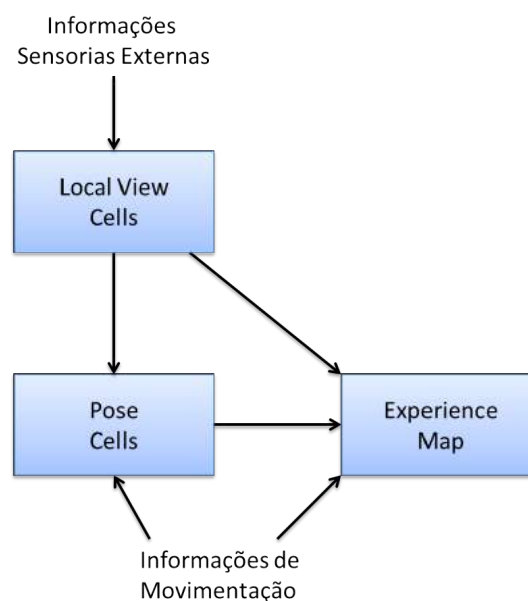 Informações
Sensorias Externas
Local View
Cells
Pose
Cells
Experience
Map
Informações de
Movimentação